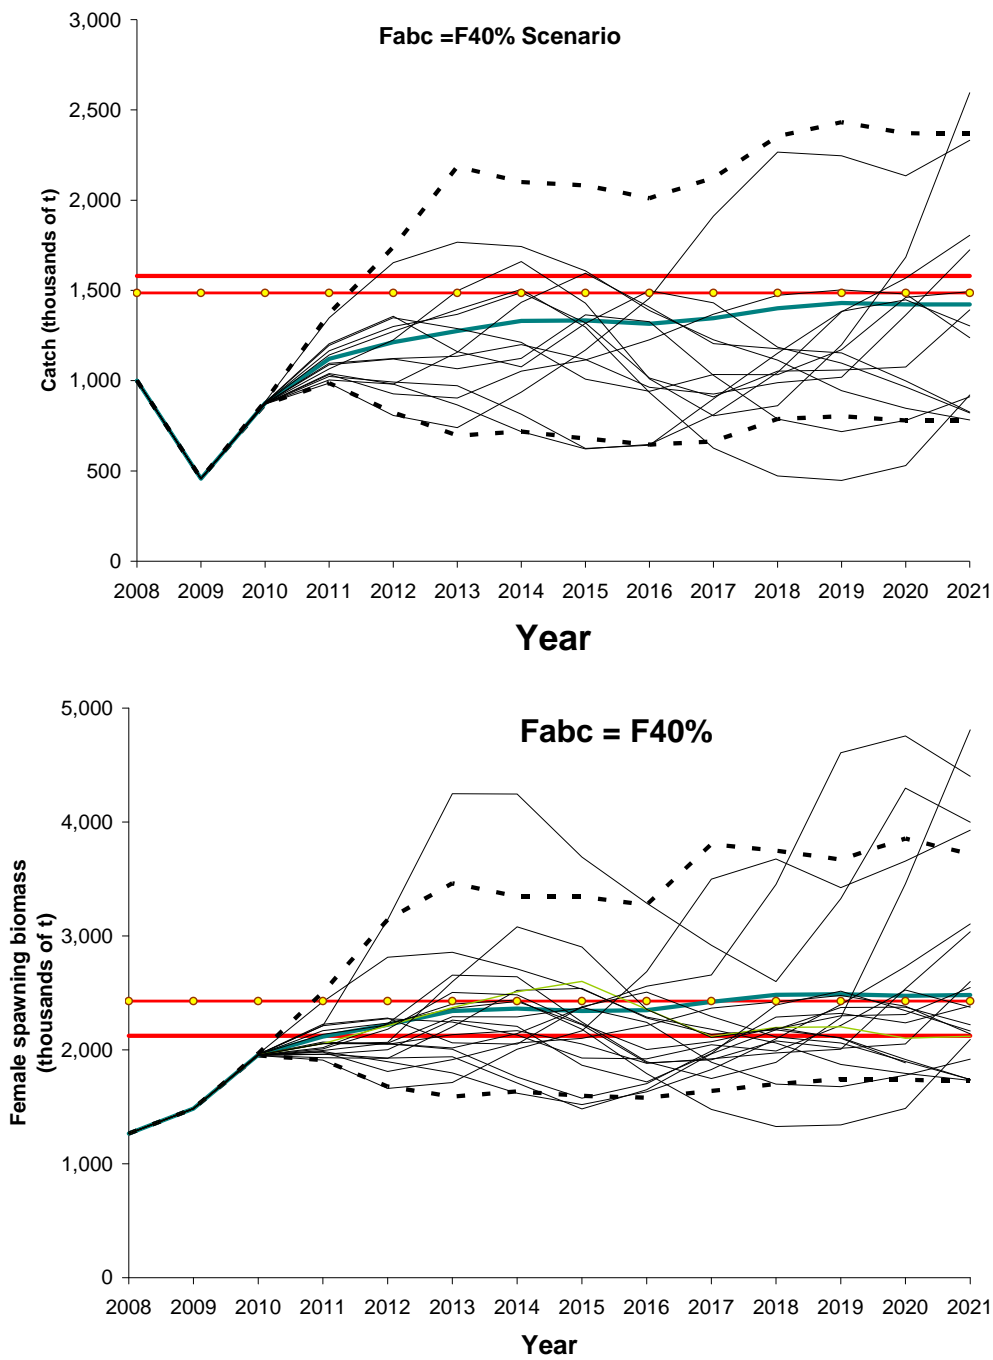 Fabc =F40% Scenario
Catch (thousands of t)
3,000
2,500
2,000
1,500
1,000
500
0
2008 2009 2010 2011 2012 2013 2014 2015 2016 2017 2018 2019 2020 2021
Year
Fabc = F40%
Female spawning biomass
(thousands of t)
5,000
4,000
3,000
2,000
1,000
0
2008 2009 2010 2011 2012 2013 2014 2015 2016 2017 2018 2019 2020 2021
Year